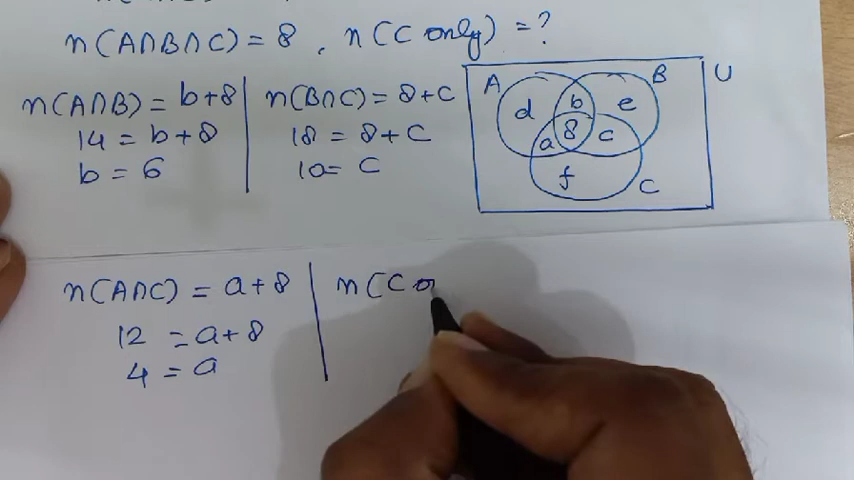 n(A∩B∩C) = 8 , n(C only) = ?
n(A∩B) = b+8
14 = b+8
b = 6
n(B∩C) = 8+C
18 = 8+C
10 = C
A
B
U
d
b
e
8
a
c
f
C
n(A∩C) = a+8
12 = a+8
4 = a
n(C o